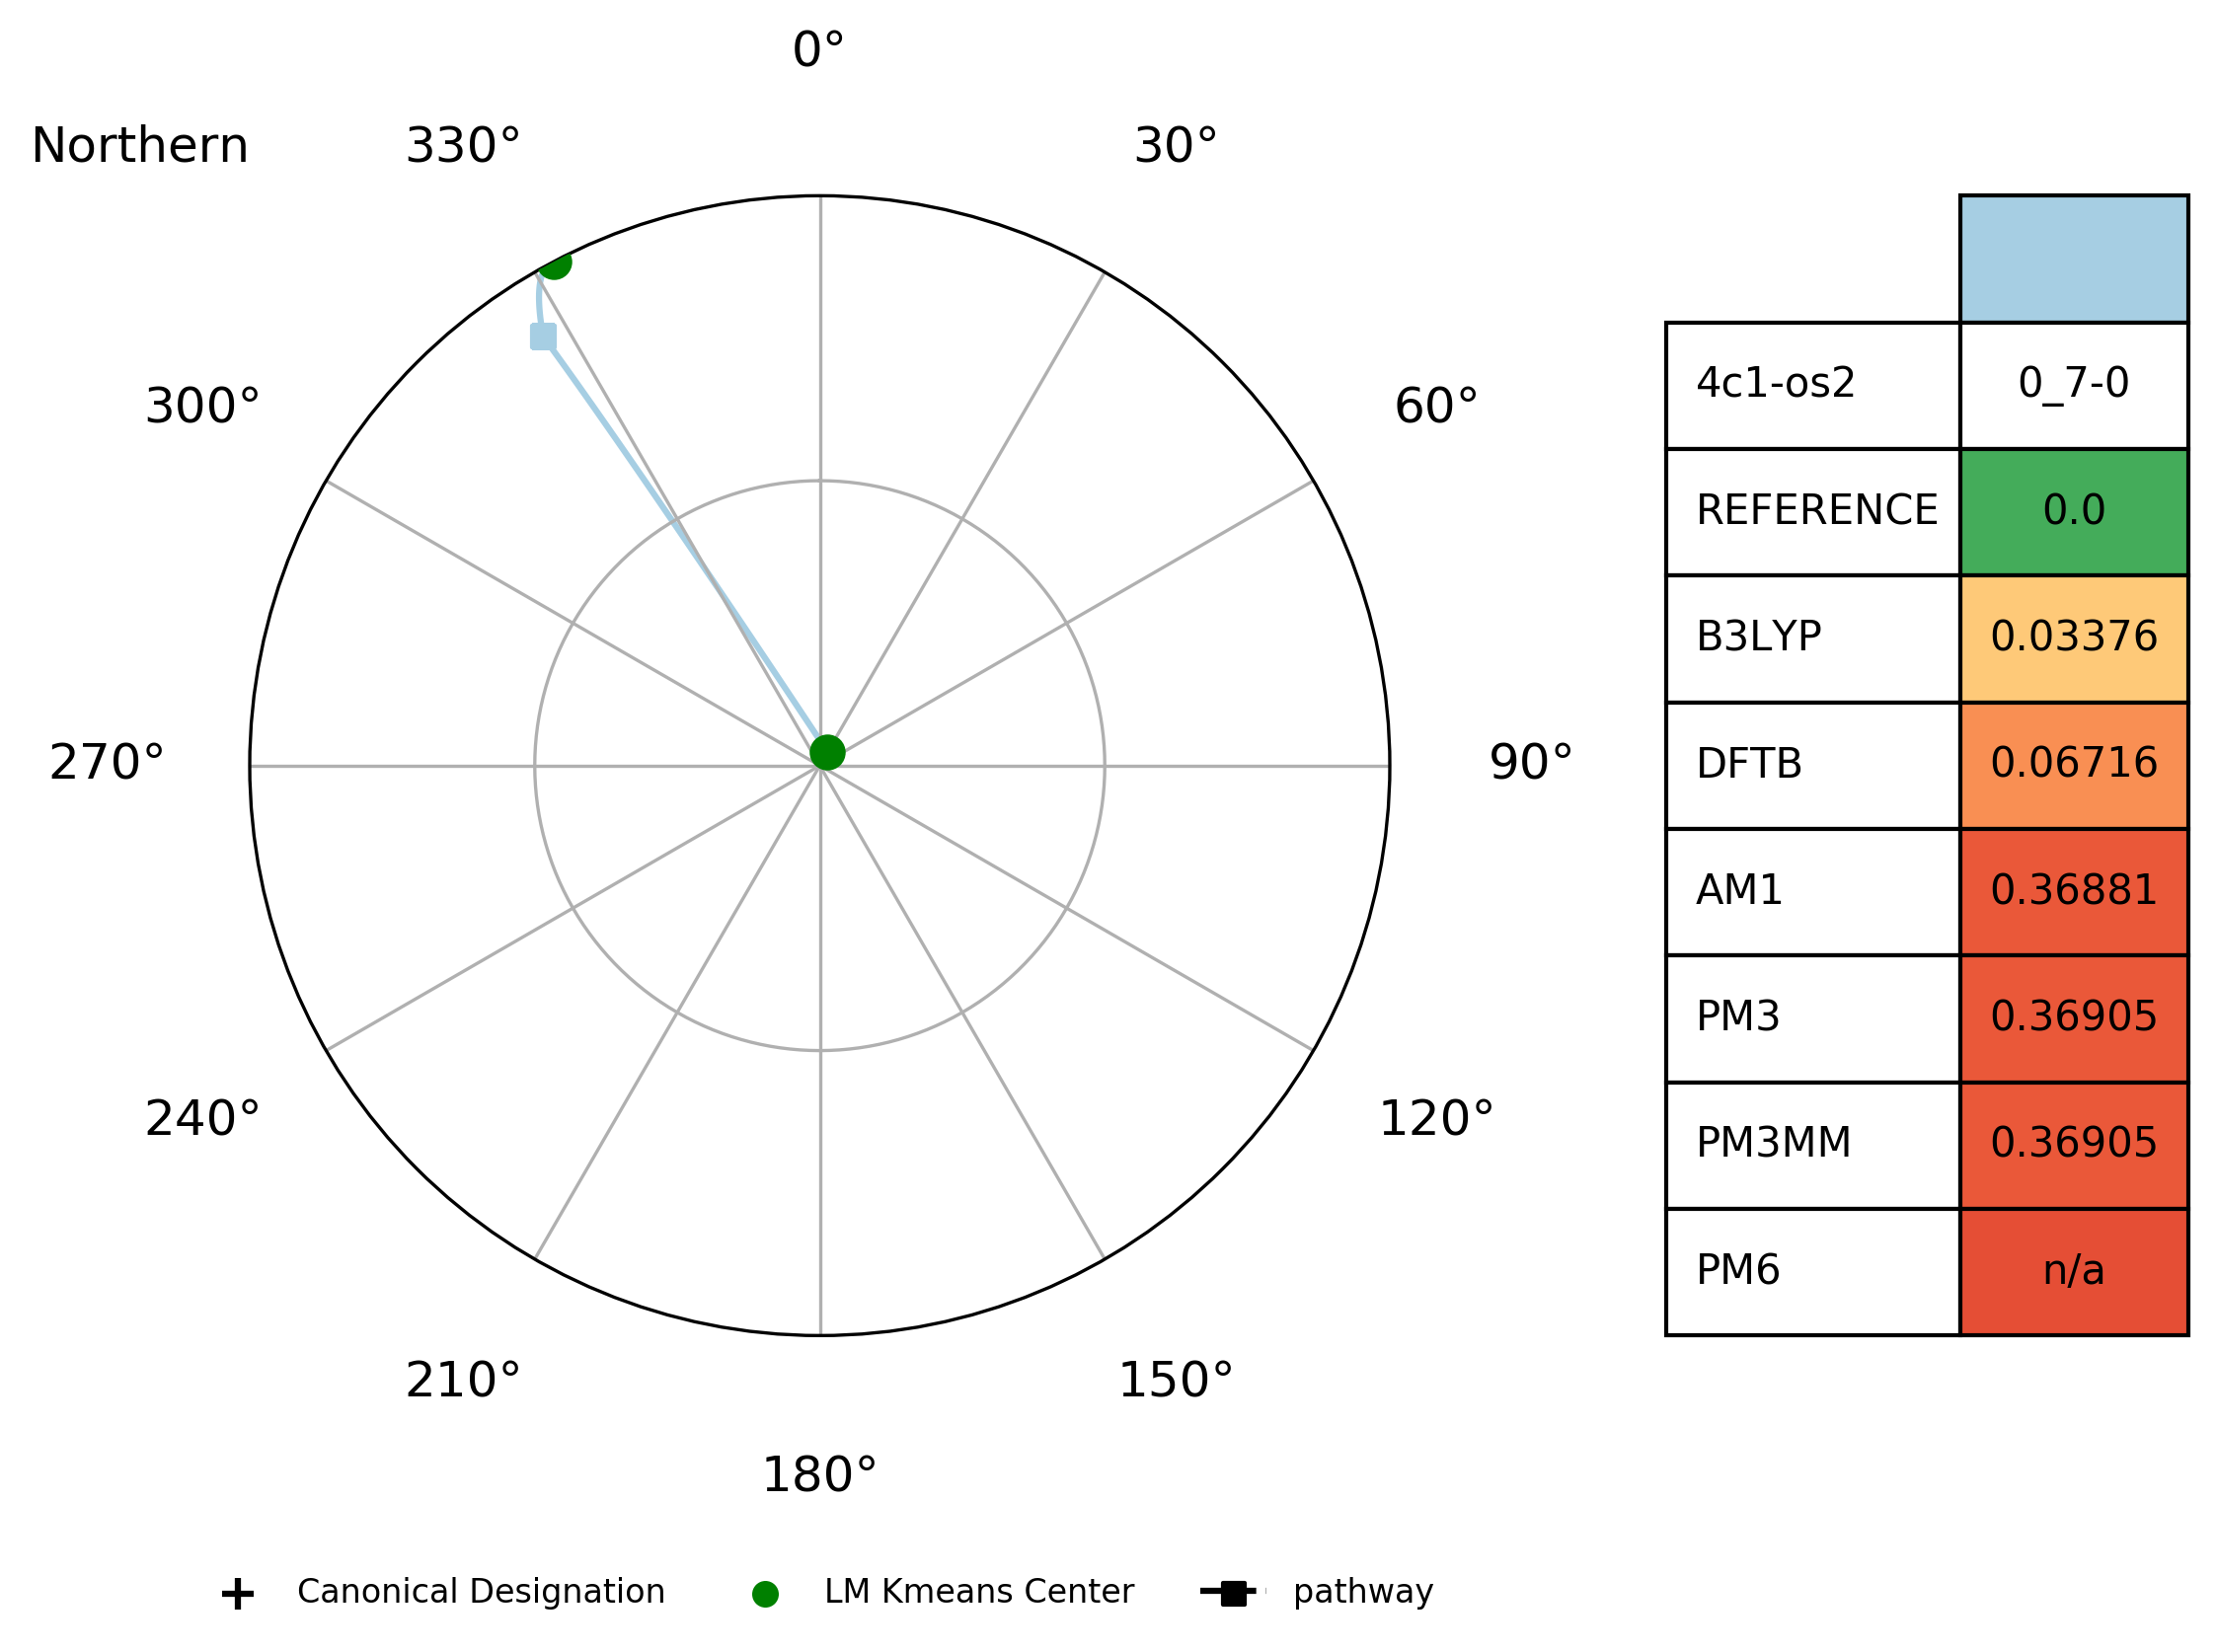 0°
Northern
330°
30°
300°
60°
4c1-os2 0_7-0
REFERENCE 0.0
B3LYP 0.03376
270°
90°
DFTB 0.06716
AM1 0.36881
PM3 0.36905
240°
120°
PM3MM 0.36905
PM6 n/a
210°
150°
180°
Canonical Designation
LM Kmeans Center
pathway